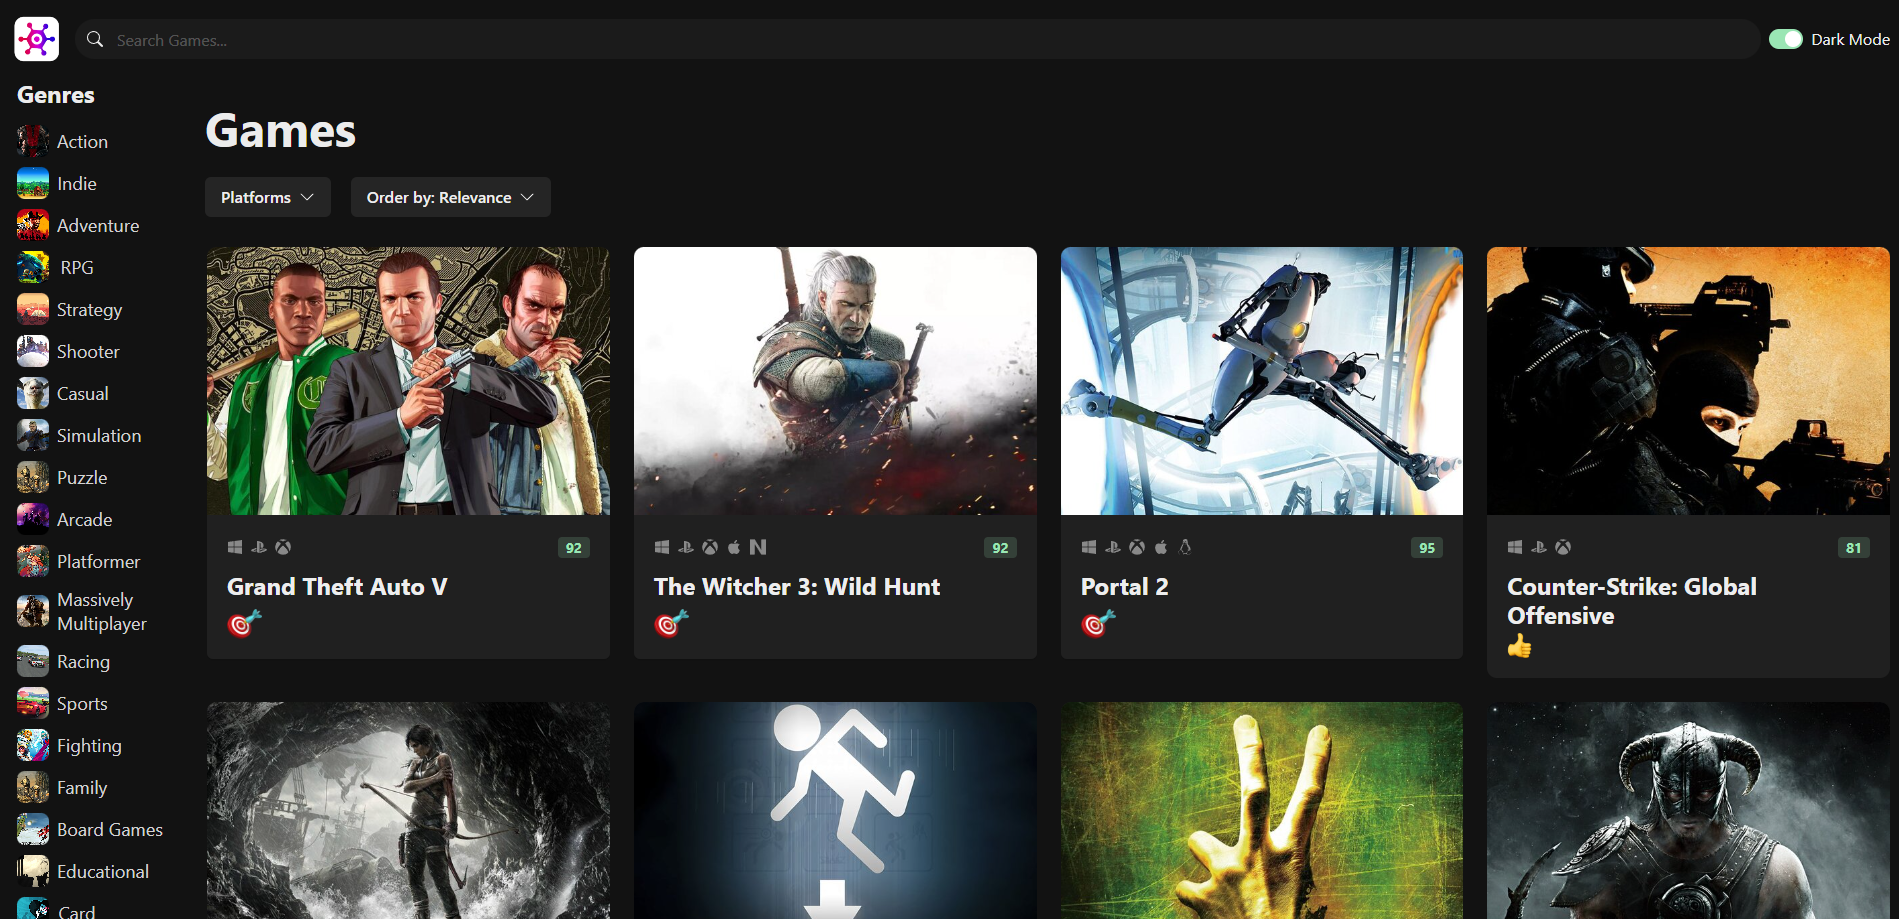 Search Games...
Dark Mode
Genres
Action
Indie
Adventure
RPG
Strategy
Shooter
Casual
Simulation
Puzzle
Arcade
Platformer
Massively
Multiplayer
Racing
Sports
Fighting
Family
Board Games
Educational
Card
Games
Platforms
Order by: Relevance
92
Grand Theft Auto V
92
The Witcher 3: Wild Hunt
95
Portal 2
81
Counter-Strike: Global
Offensive